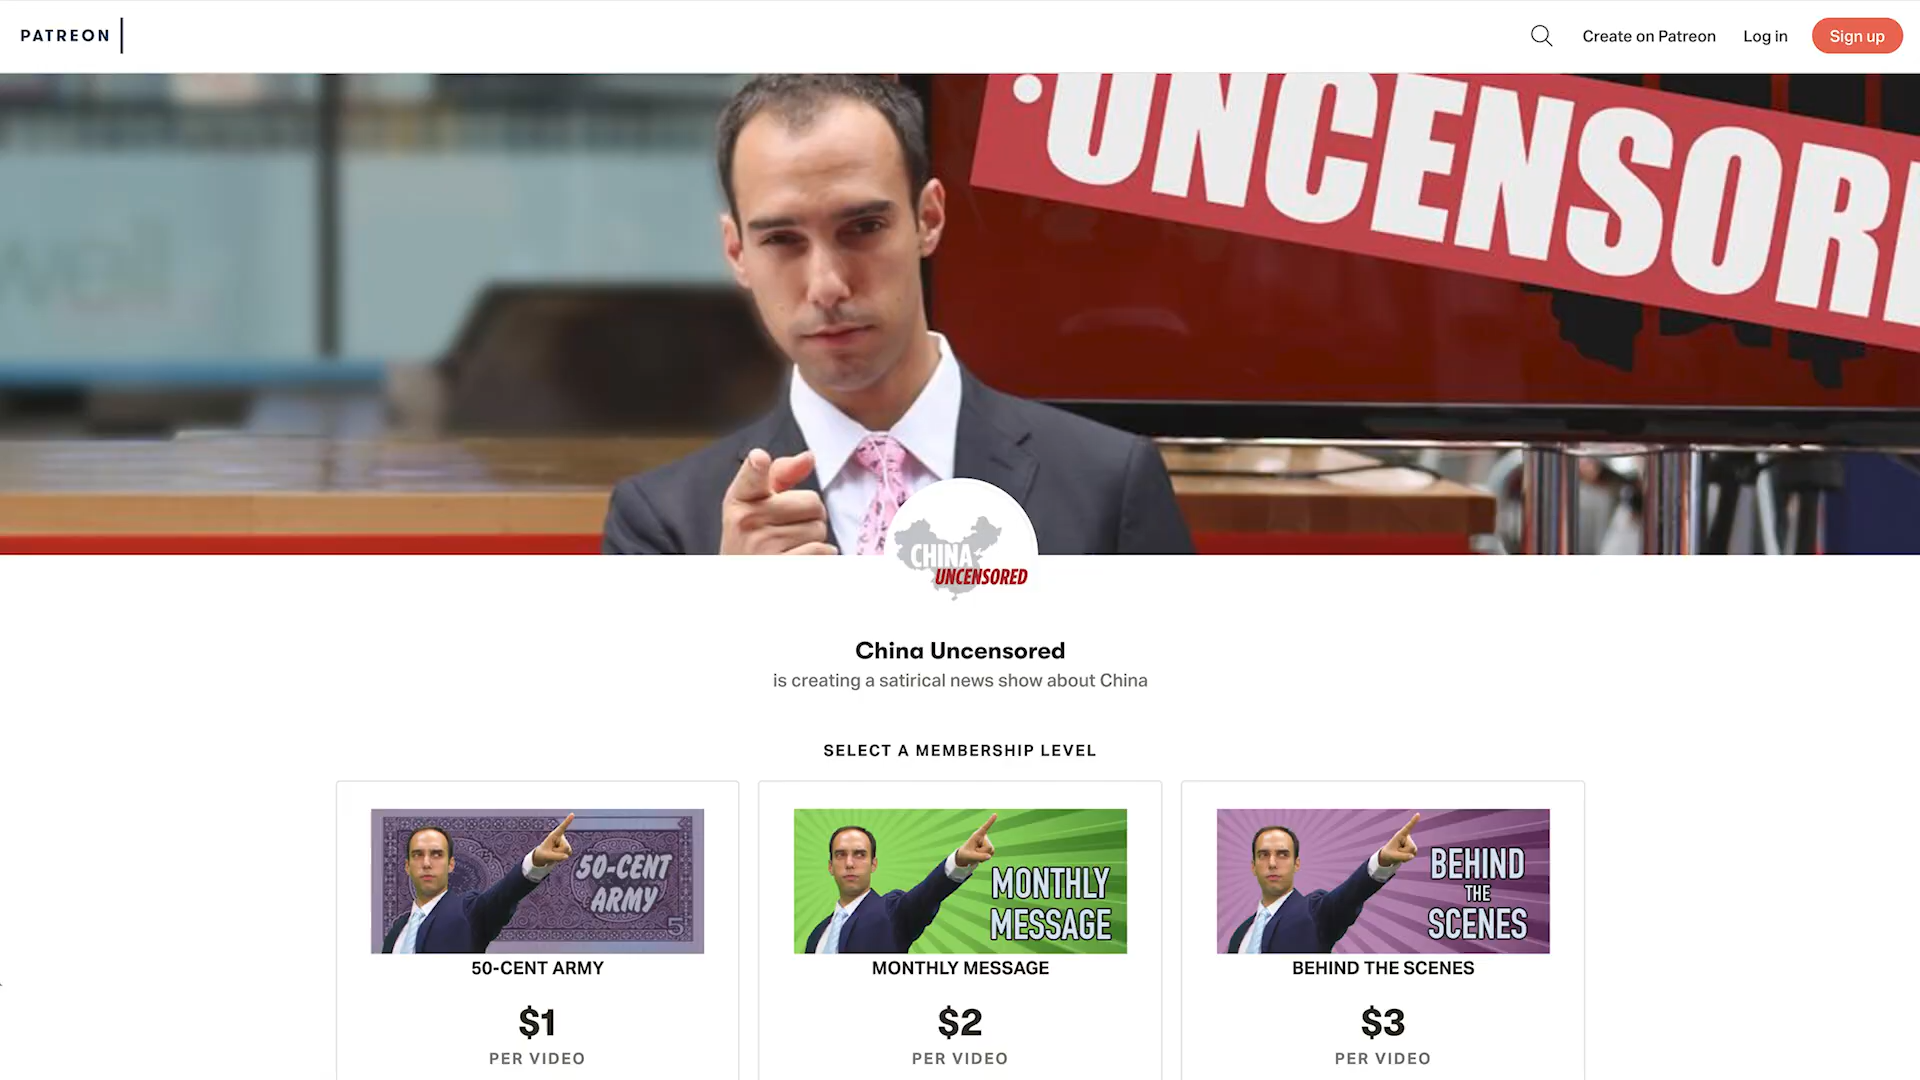 PATREON
Create on Patreon
Log in
Sign up
UNCENSOR
CHINA
UNCENSORED
China Uncensored
is creating a satirical news show about China
SELECT A MEMBERSHIP LEVEL
50-CENT
ARMY
5
50-CENT ARMY
$1
PER VIDEO
MONTHLY
MESSAGE
MONTHLY MESSAGE
$2
PER VIDEO
BEHIND
THE
SCENES
BEHIND THE SCENES
$3
PER VIDEO